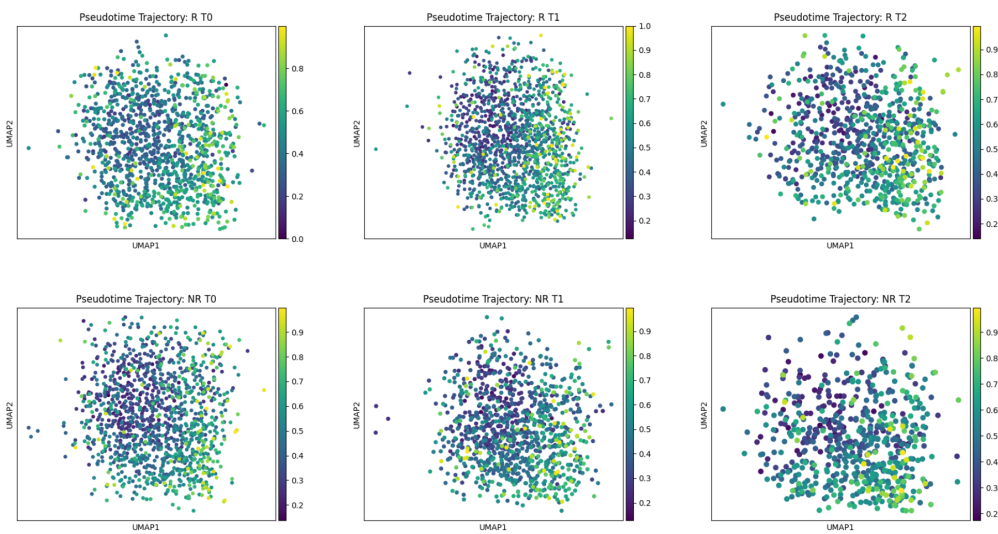 Pseudotime Trajectory: R T0
UMAP2
UMAP1
0.8
0.6
0.4
0.2
0.0
Pseudotime Trajectory: R T1
UMAP2
UMAP1
1.0
0.9
0.8
0.7
0.6
0.5
0.4
0.3
0.2
Pseudotime Trajectory: R T2
UMAP2
UMAP1
0.9
0.8
0.7
0.6
0.5
0.4
0.3
0.2
Pseudotime Trajectory: NR T0
UMAP2
UMAP1
0.9
0.8
0.7
0.6
0.5
0.4
0.3
0.2
Pseudotime Trajectory: NR T1
UMAP2
UMAP1
0.9
0.8
0.7
0.6
0.5
0.4
0.3
0.2
Pseudotime Trajectory: NR T2
UMAP2
UMAP1
0.9
0.8
0.7
0.6
0.5
0.4
0.3
0.2